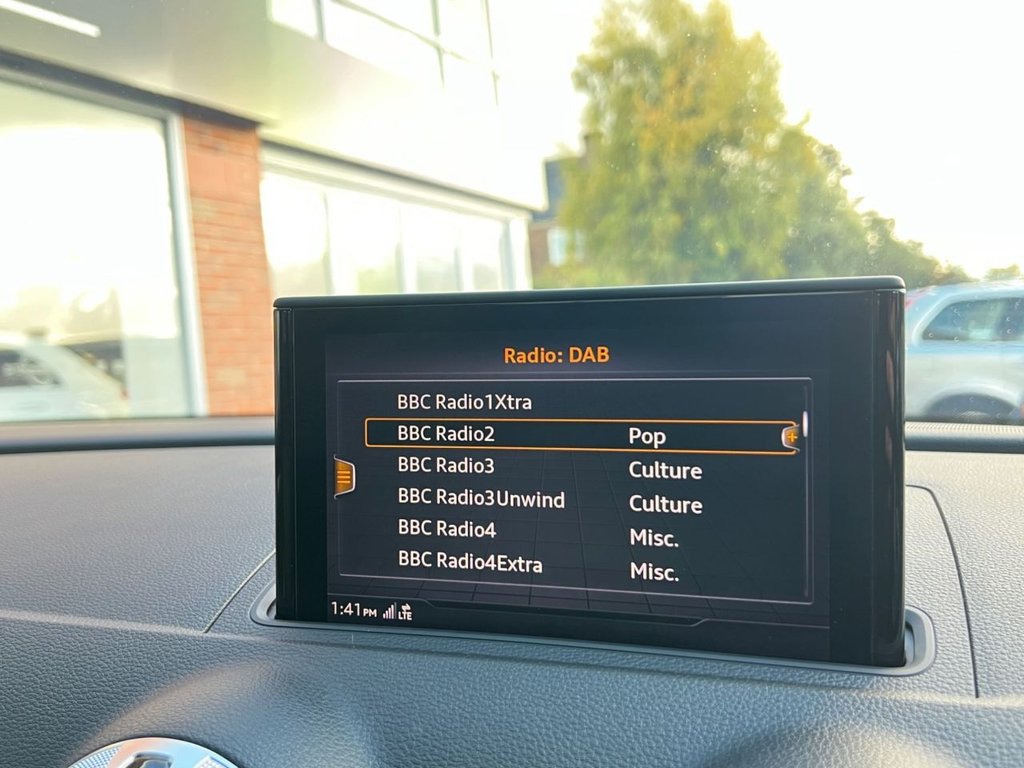 Radio: DAB
BBC Radio1Xtra
BBC Radio2 Pop
BBC Radio3 Culture
BBC Radio3Unwind Culture
BBC Radio4 Misc.
BBC Radio4Extra Misc.
1:41PM LTE